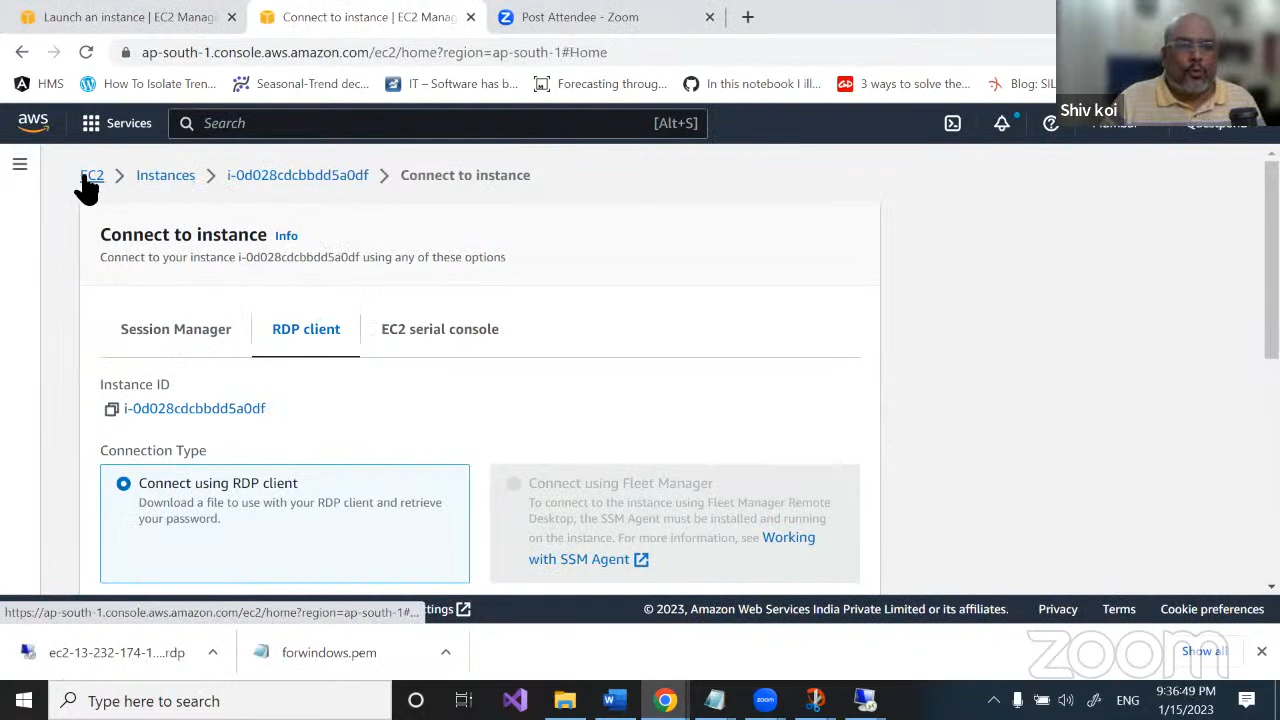 Launch an instance | EC2 Manag
Connect to instance | EC2 Manag
Post Attendee - Zoom
ap-south-1.console.aws.amazon.com/ec2/home?region=ap-south-1#Home
HMS
How To Isolate Tren...
Seasonal-Trend dec...
IT – Software has b...
Forecasting throug...
In this notebook I ill...
3 ways to solve the...
Blog: SIL
Shiv koi
aws
Services
Search
[Alt+S]
EC2
Instances
i-0d028cdcbbdd5a0df
Connect to instance
Connect to instance Info
Connect to your instance i-0d028cdcbbdd5a0df using any of these options
Session Manager
RDP client
EC2 serial console
Instance ID
i-0d028cdcbbdd5a0df
Connection Type
Connect using RDP client
Download a file to use with your RDP client and retrieve
your password.
Connect using Fleet Manager
To connect to the instance using Fleet Manager Remote
Desktop, the SSM Agent must be installed and running
on the instance. For more information, see Working
with SSM Agent
https://ap-south-1.console.aws.amazon.com/ec2/home?region=ap-south-1#...
ttings
© 2023, Amazon Web Services India Private Limited or its affiliates.
Privacy
Terms
Cookie preferences
ec2-13-232-174-1....rdp
forwindows.pem
zoom
Show all
Type here to search
ENG
9:36:49 PM
1/15/2023